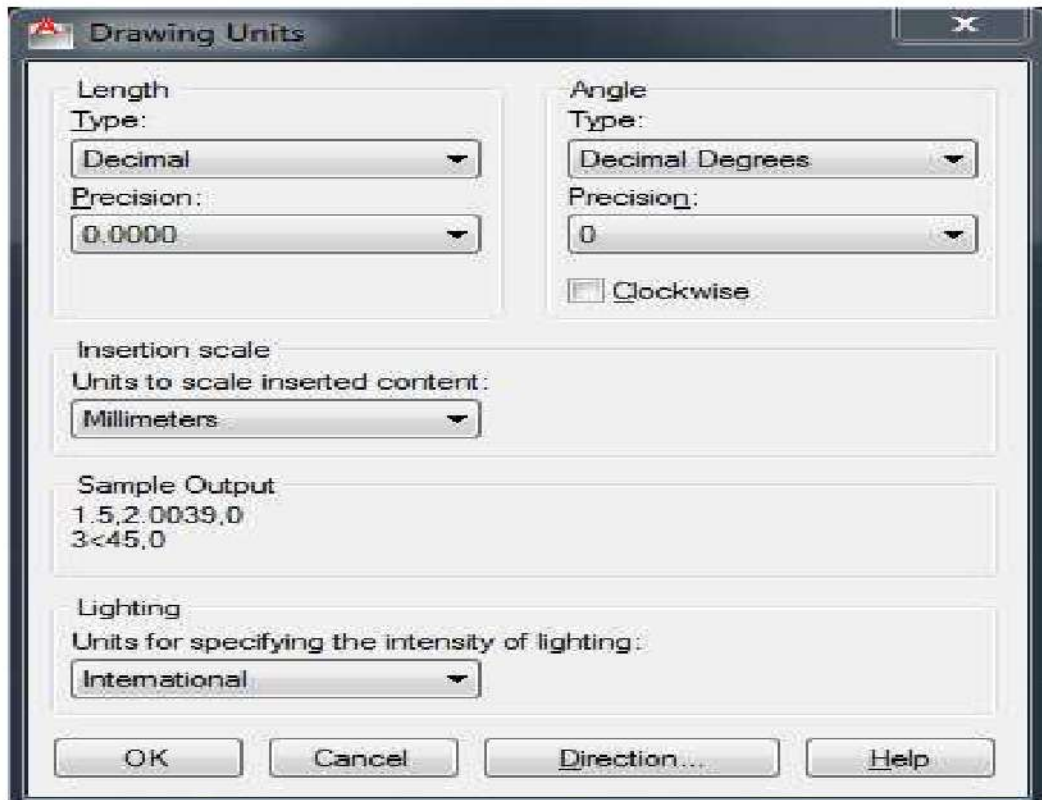 Drawing Units
Length
Type:
Decimal
Precision:
0.0000
Angle
Type:
Decimal Degrees
Precision:
0
Clockwise
Insertion scale
Units to scale inserted content:
Millimeters
Sample Output
1.5,2.0039,0
3<45,0
Lighting
Units for specifying the intensity of lighting:
International
OK
Cancel
Direction...
Help